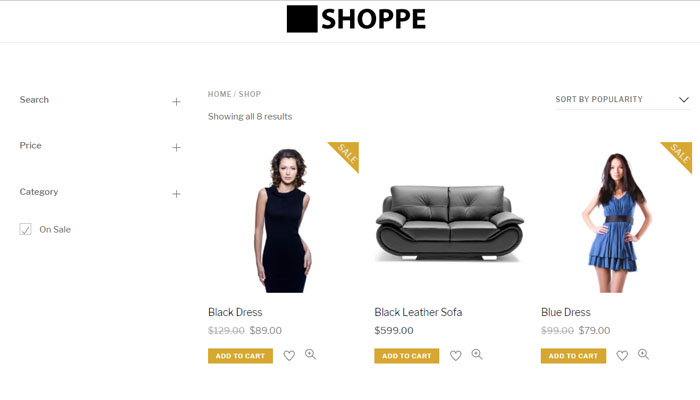 SHOPPE
Search
Price
Category
On Sale
HOME / SHOP
Showing all 8 results
SORT BY POPULARITY
SALE
Black Dress
$129.00 $89.00
ADD TO CART
Black Leather Sofa
$599.00
ADD TO CART
SALE
Blue Dress
$99.00 $79.00
ADD TO CART